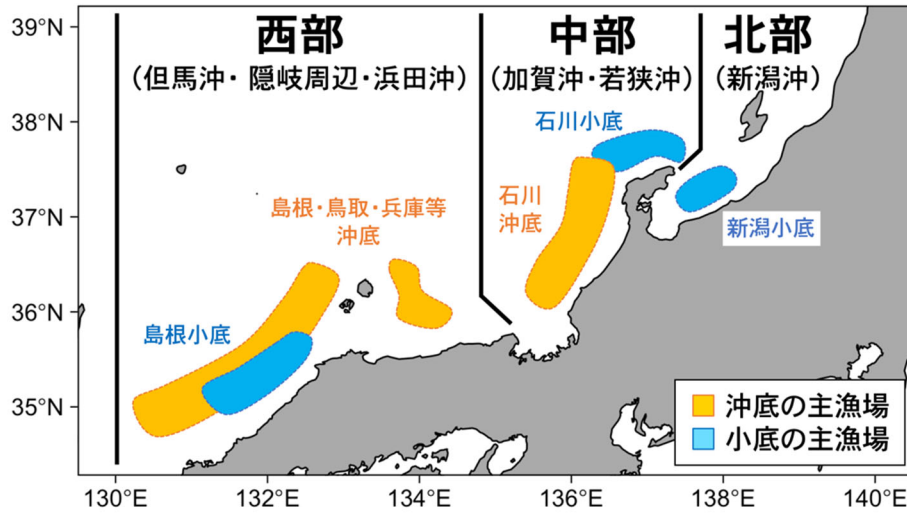 西部
（但馬沖・隠岐周辺・浜田沖）
中部
（加賀沖・若狭沖）
北部
（新潟沖）
39°N
38°N
37°N
36°N
35°N
石川小底
島根・鳥取・兵庫等
沖底
石川
沖底
新潟小底
島根小底
沖底の主漁場
小底の主漁場
130°E
132°E
134°E
136°E
138°E
140°E